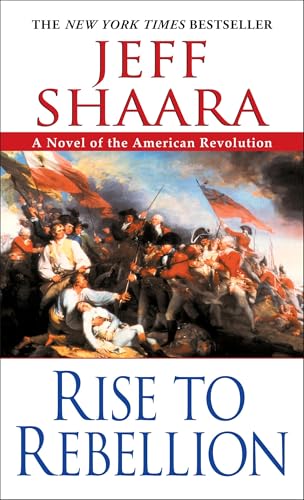 THE NEW YORK TIMES BESTSELLER
JEFF
SHAARA
A Novel of the American Revolution
RISE TO
REBELLION